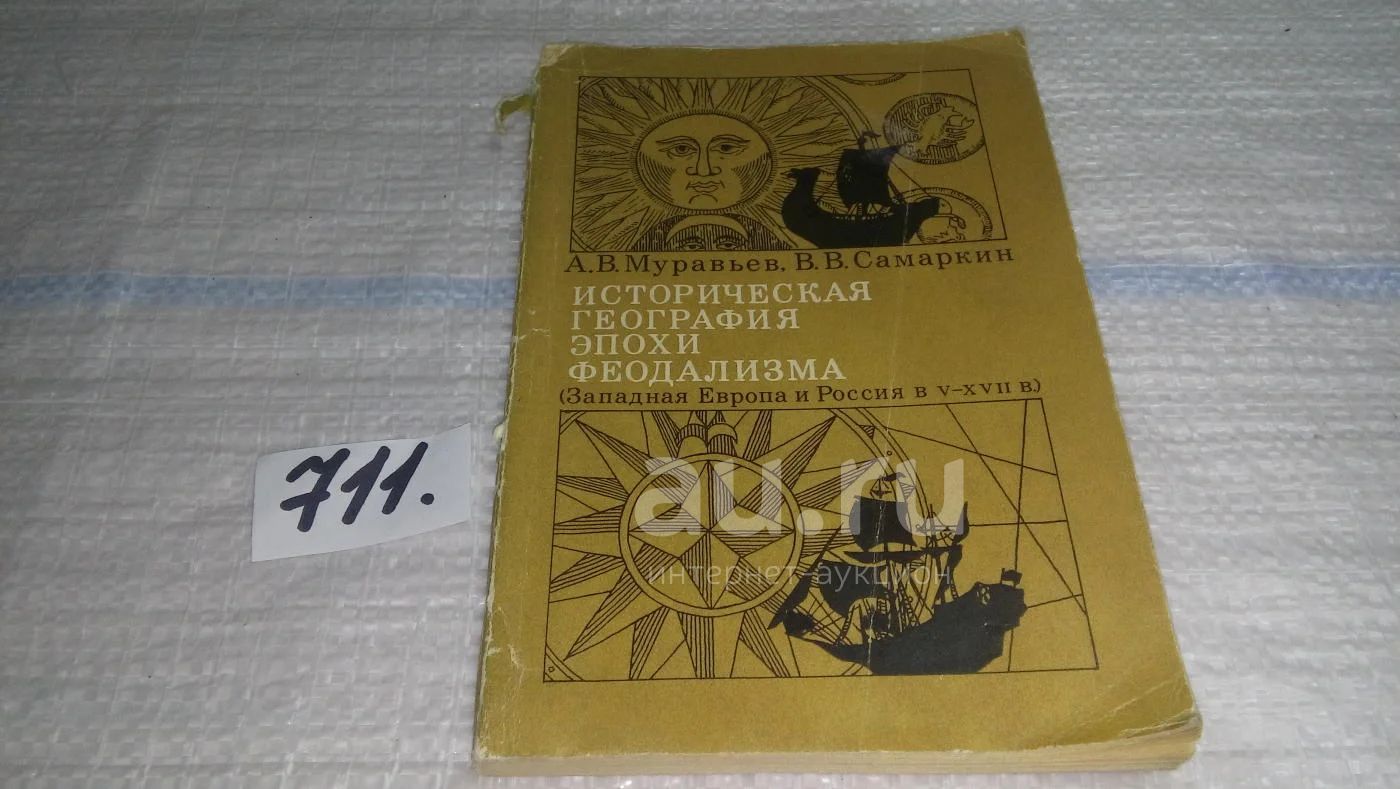 А.В.Муравьев, В.В.Самаркин
ИСТОРИЧЕСКАЯ
ГЕОГРАФИЯ
ЭПОХИ
ФЕОДАЛИЗМА
(Западная Европа и Россия в V–XVII в.)
711.
au.ru
интернет-аукцион